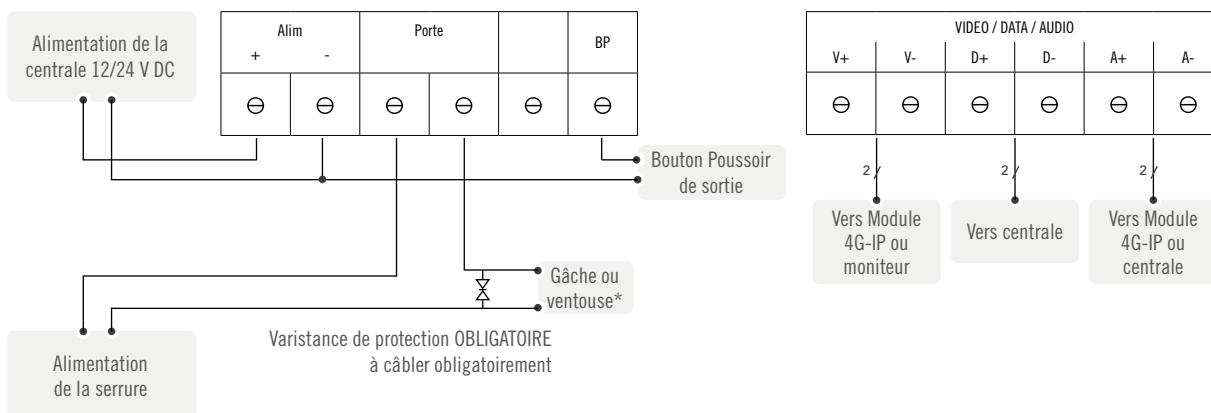 Alimentation de la
centrale 12/24 V DC
Alim
Porte
+
-
BP
Bouton Poussoir
de sortie
Gâche ou
ventouse*
Varistance de protection OBLIGATOIRE
à câbler obligatoirement
Alimentation
de la serrure
VIDEO / DATA / AUDIO
V+ V- D+ D- A+ A-
2 2 2
Vers Module
4G-IP ou
moniteur
Vers centrale
Vers Module
4G-IP ou
centrale